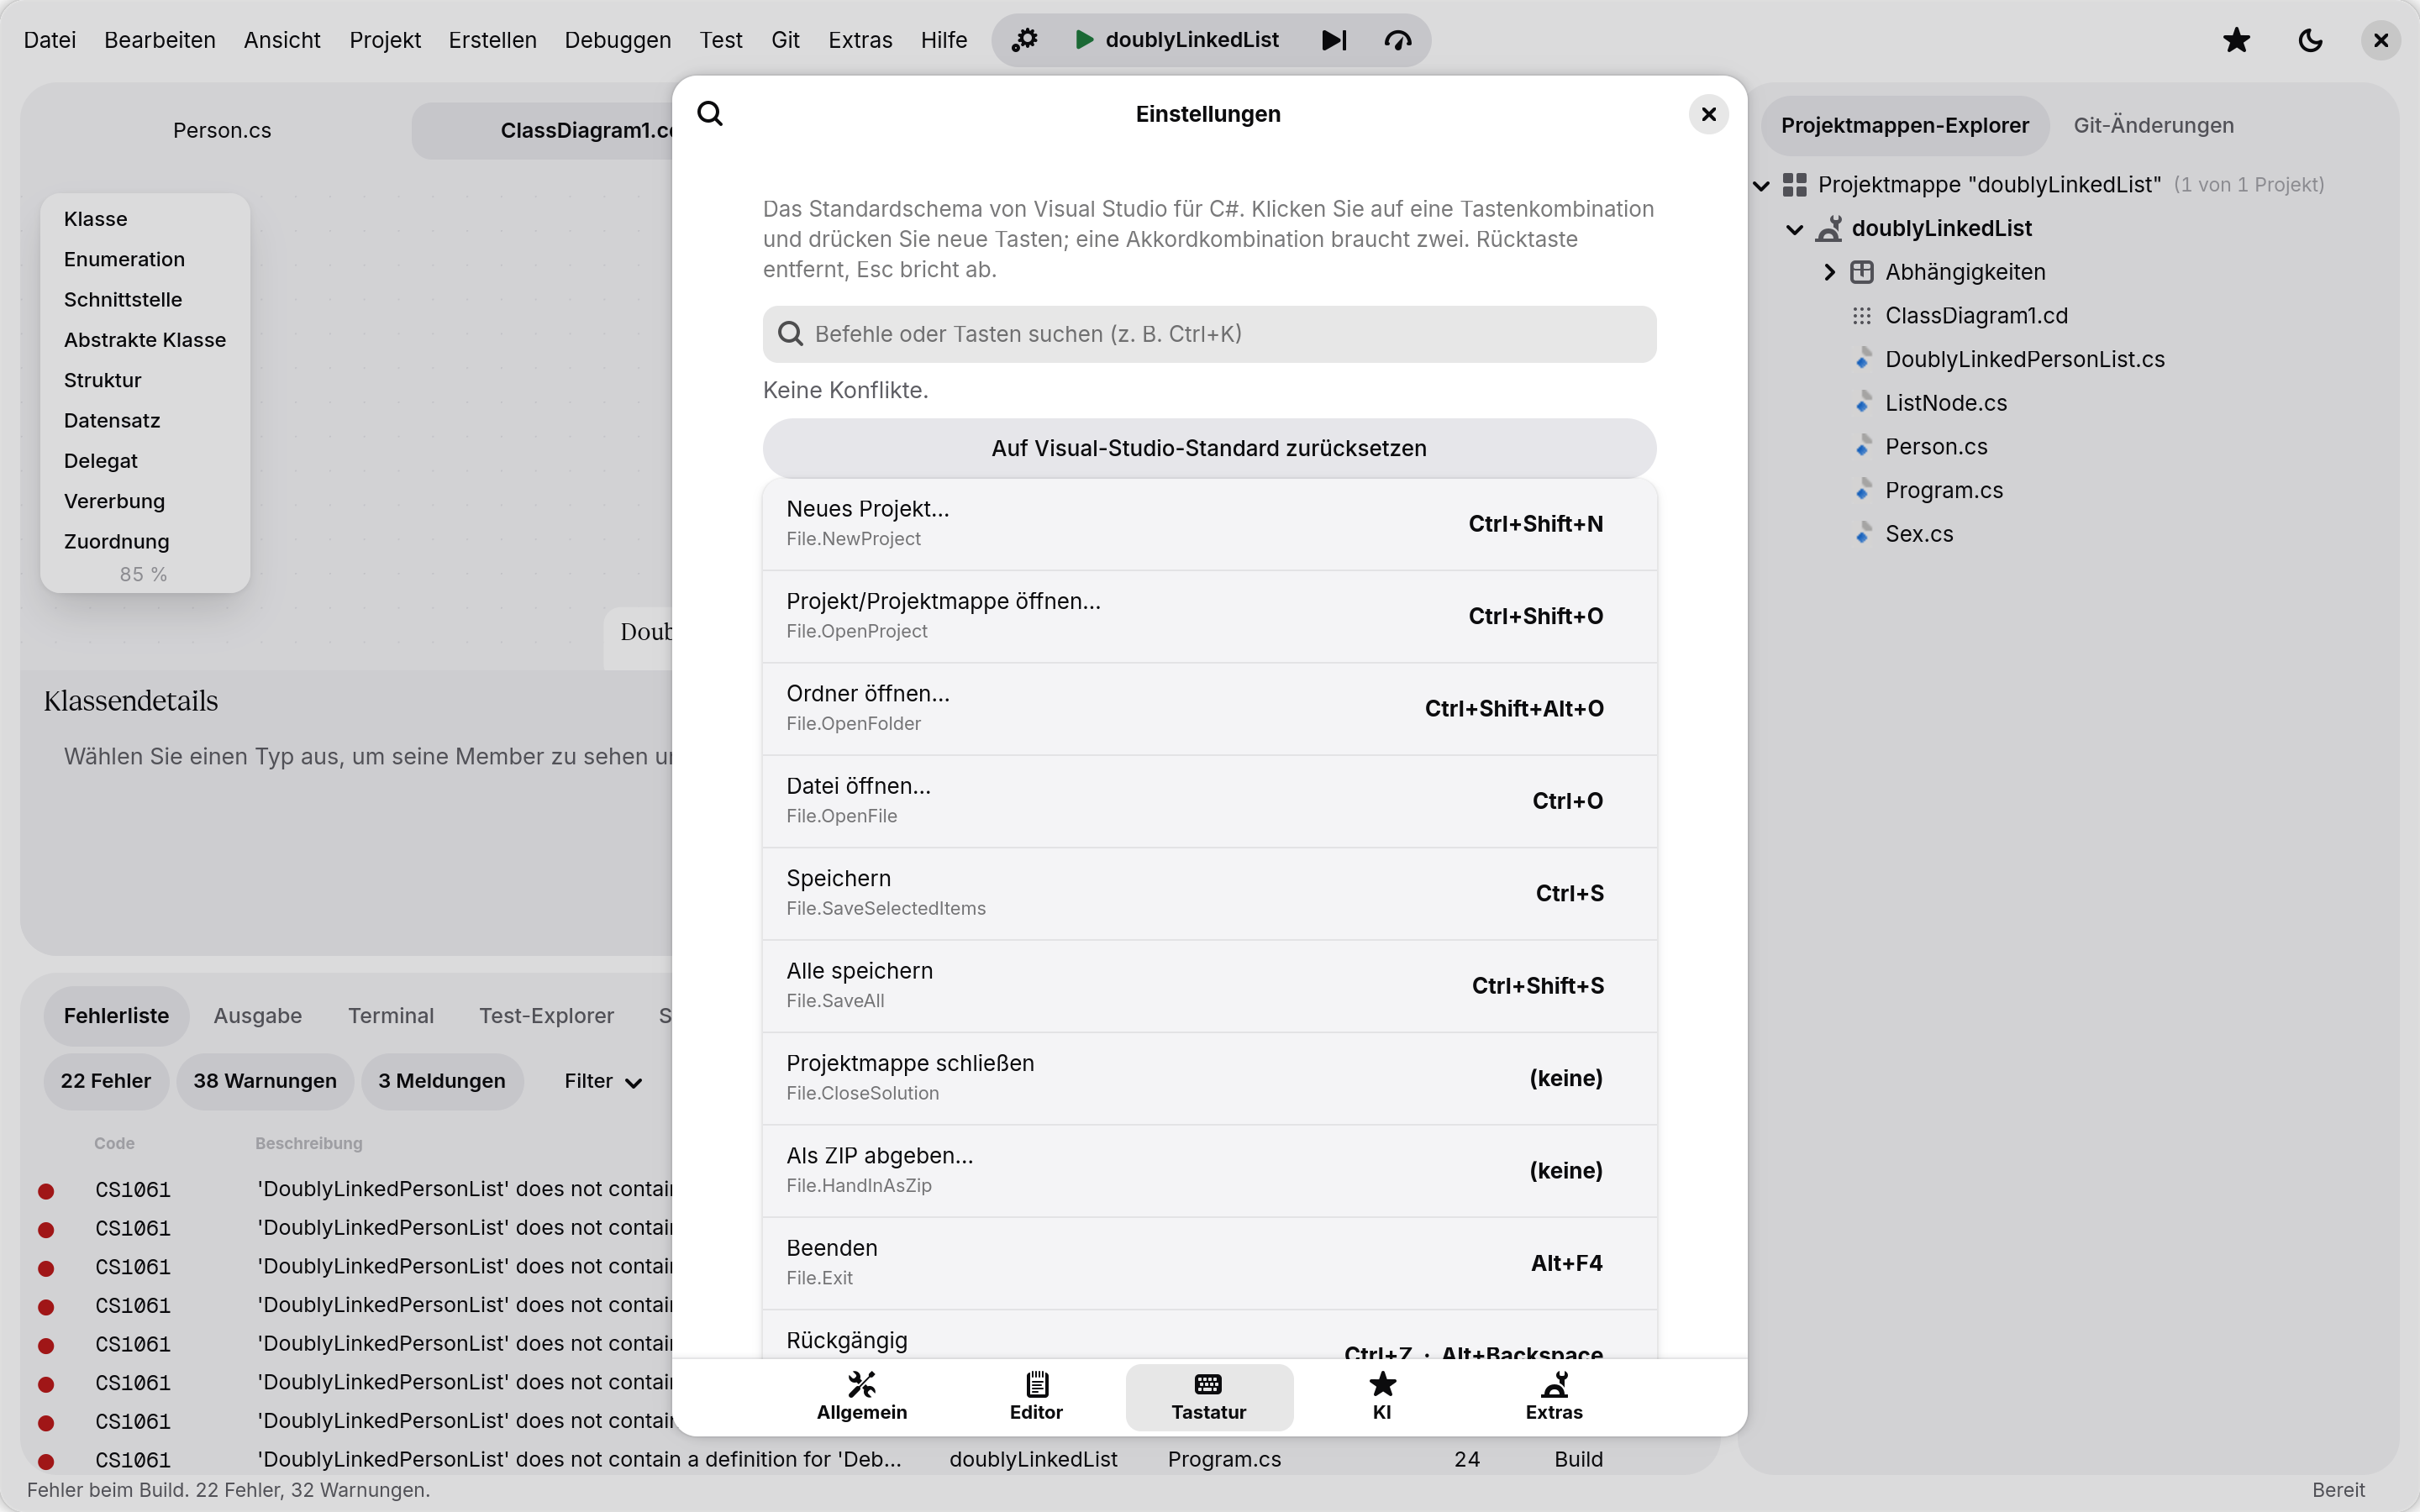 Datei Bearbeiten Ansicht Projekt Erstellen Debuggen Test Git Extras Hilfe doublyLinkedList
Person.cs ClassDiagram1.c
Klasse
Enumeration
Schnittstelle
Abstrakte Klasse
Struktur
Datensatz
Delegat
Vererbung
Zuordnung
85 %
Doub
Klassendetails
Wählen Sie einen Typ aus, um seine Member zu sehen u
Einstellungen
Das Standardschema von Visual Studio für C#. Klicken Sie auf eine Tastenkombination
und drücken Sie neue Tasten; eine Akkordkombination braucht zwei. Rücktaste
entfernt, Esc bricht ab.
Befehle oder Tasten suchen (z. B. Ctrl+K)
Keine Konflikte.
Auf Visual-Studio-Standard zurücksetzen
Neues Projekt...
File.NewProject
Ctrl+Shift+N
Projekt/Projektmappe öffnen...
File.OpenProject
Ctrl+Shift+O
Ordner öffnen...
File.OpenFolder
Ctrl+Shift+Alt+O
Datei öffnen...
File.OpenFile
Ctrl+O
Speichern
File.SaveSelectedItems
Ctrl+S
Alle speichern
File.SaveAll
Ctrl+Shift+S
Projektmappe schließen
File.CloseSolution
(keine)
Als ZIP abgeben...
File.HandInAsZip
(keine)
Beenden
File.Exit
Alt+F4
Rückgängig
Ctrl+Z · Alt+Backspace
Allgemein Editor Tastatur KI Extras
Projektmappen-Explorer Git-Änderungen
Projektmappe "doublyLinkedList" (1 von 1 Projekt)
doublyLinkedList
Abhängigkeiten
ClassDiagram1.cd
DoublyLinkedPersonList.cs
ListNode.cs
Person.cs
Program.cs
Sex.cs
Fehlerliste Ausgabe Terminal Test-Explorer S
22 Fehler 38 Warnungen 3 Meldungen Filter
Code Beschreibung
CS1061 'DoublyLinkedPersonList' does not contain
CS1061 'DoublyLinkedPersonList' does not contain
CS1061 'DoublyLinkedPersonList' does not contain
CS1061 'DoublyLinkedPersonList' does not contain
CS1061 'DoublyLinkedPersonList' does not contain
CS1061 'DoublyLinkedPersonList' does not contain
CS1061 'DoublyLinkedPersonList' does not contain
CS1061 'DoublyLinkedPersonList' does not contain a definition for 'Deb... doublyLinkedList Program.cs 24 Build
Fehler beim Build. 22 Fehler, 32 Warnungen. Bereit